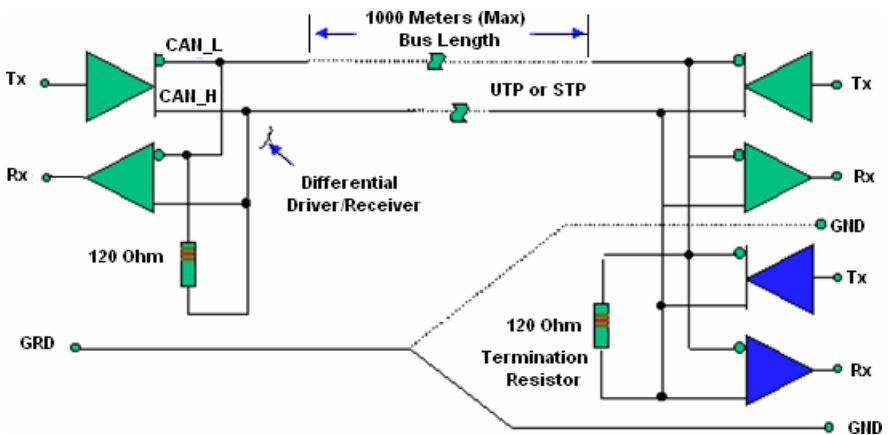 1000 Meters (Max)
Bus Length
CAN_L
Tx
CAN_H
UTP or STP
Tx
Rx
Differential
Driver/Receiver
Rx
GND
120 Ohm
Tx
120 Ohm
GRD
Termination
Resistor
Rx
GND